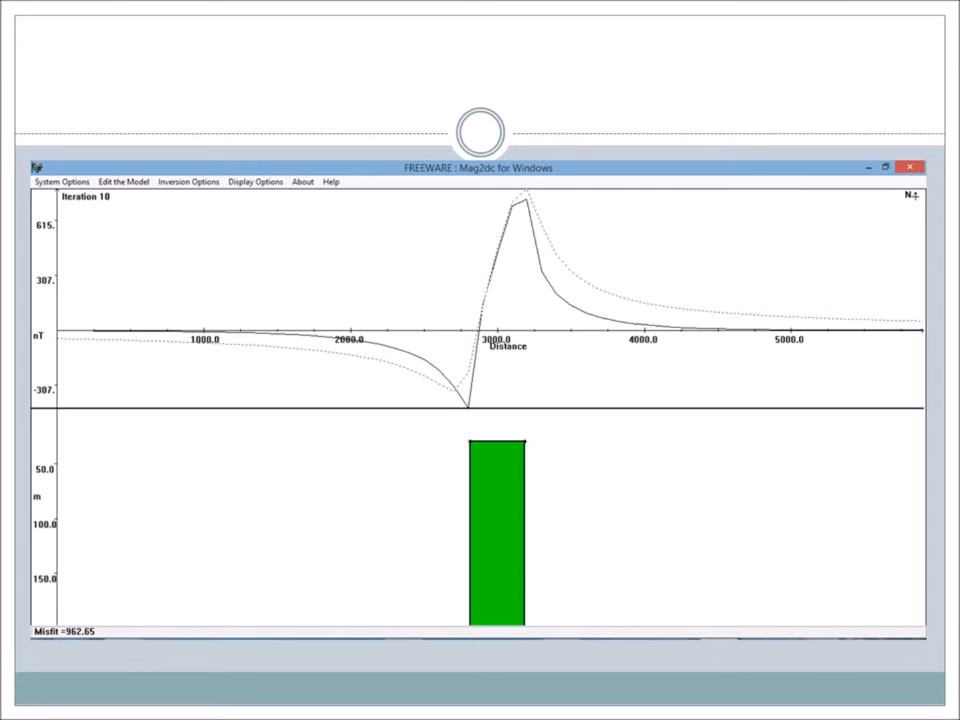 FREEWARE : Mag2dc for Windows
System Options Edit the Model Inversion Options Display Options About Help
Iteration 10
N
615.
307.
nT
1000.0 2000.0 3000.0 4000.0 5000.0
Distance
-307.
50.0
m
100.0
150.0
Misfit =962.65